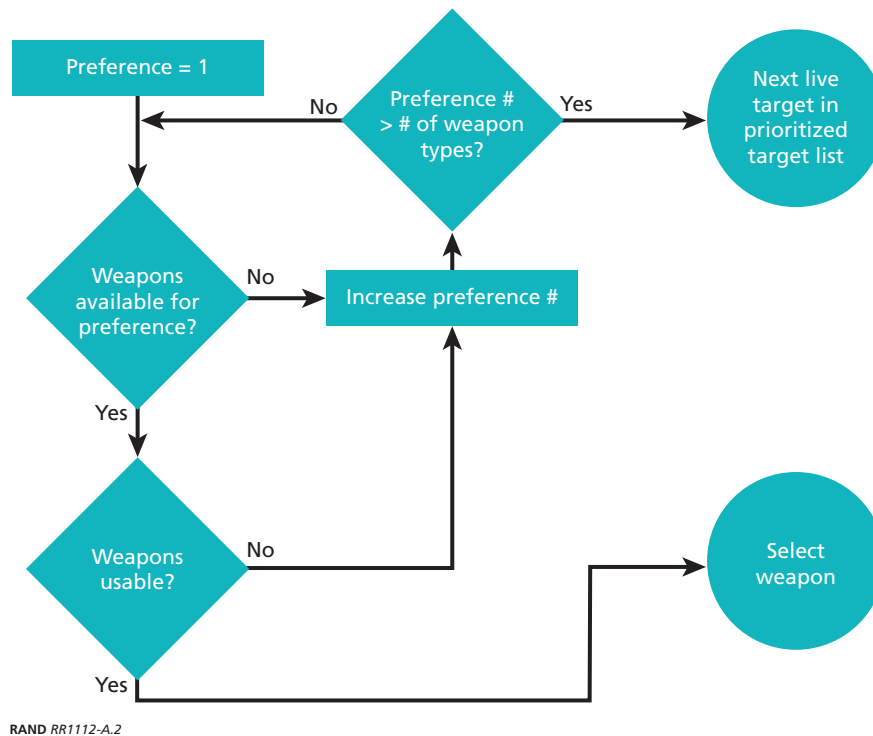 Preference = 1
No
Preference #
> # of weapon
types?
Yes
Next live
target in
prioritized
target list
Weapons
available for
preference?
No
Increase preference #
Yes
Weapons
usable?
No
Select
weapon
Yes
RAND RR1112-A.2